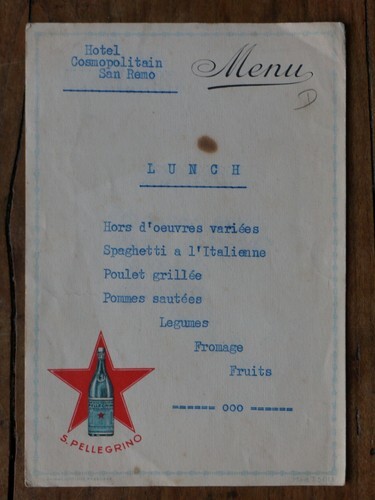 Hotel
Cosmopolitain
San Remo
Menu
LUNCH
Hors d'oeuvres variées
Spaghetti a l'Italienne
Poulet grillée
Pommes sautées
Legumes
Fromage
Fruits
===== ooo =====
S. PELLEGRINO